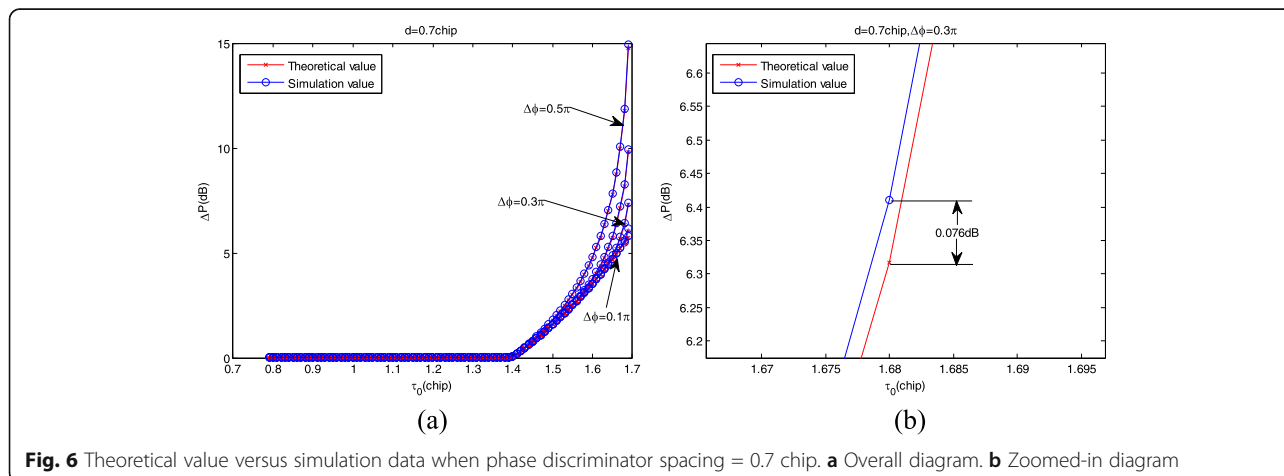 d=0.7chip
15
10
5
0
ΔP(dB)
Theoretical value
Simulation value
Δϕ=0.5π
Δϕ=0.3π
Δϕ=0.1π
0.7 0.8 0.9 1 1.1 1.2 1.3 1.4 1.5 1.6 1.7
τ0(chip)
(a)
d=0.7chip,Δϕ=0.3π
6.6
6.55
6.5
6.45
6.4
6.35
6.3
6.25
6.2
ΔP(dB)
Theoretical value
Simulation value
0.076dB
1.67 1.675 1.68 1.685 1.69 1.695
τ0(chip)
(b)
Fig. 6 Theoretical value versus simulation data when phase discriminator spacing = 0.7 chip. a Overall diagram. b Zoomed-in diagram